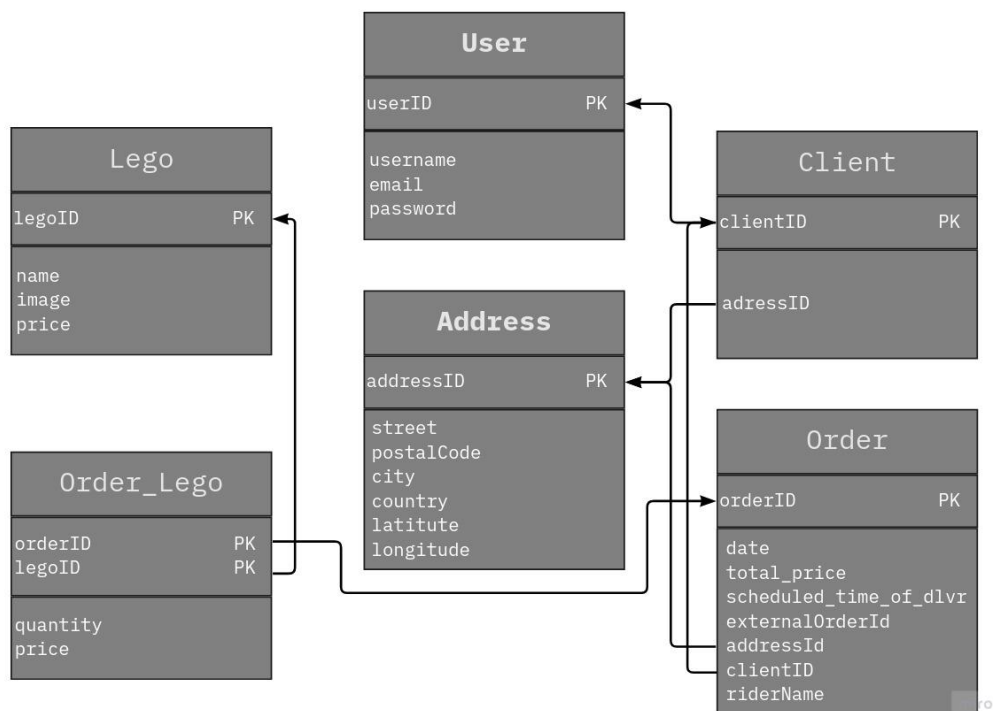 User
userID PK
username
email
password
Lego
legoID PK
name
image
price
Client
clientID PK
adressID
Address
addressID PK
street
postalCode
city
country
latitute
longitude
Order_Lego
orderID PK
legoID PK
quantity
price
Order
orderID PK
date
total_price
scheduled_time_of_dlvr
externalOrderId
addressId
clientID
riderName